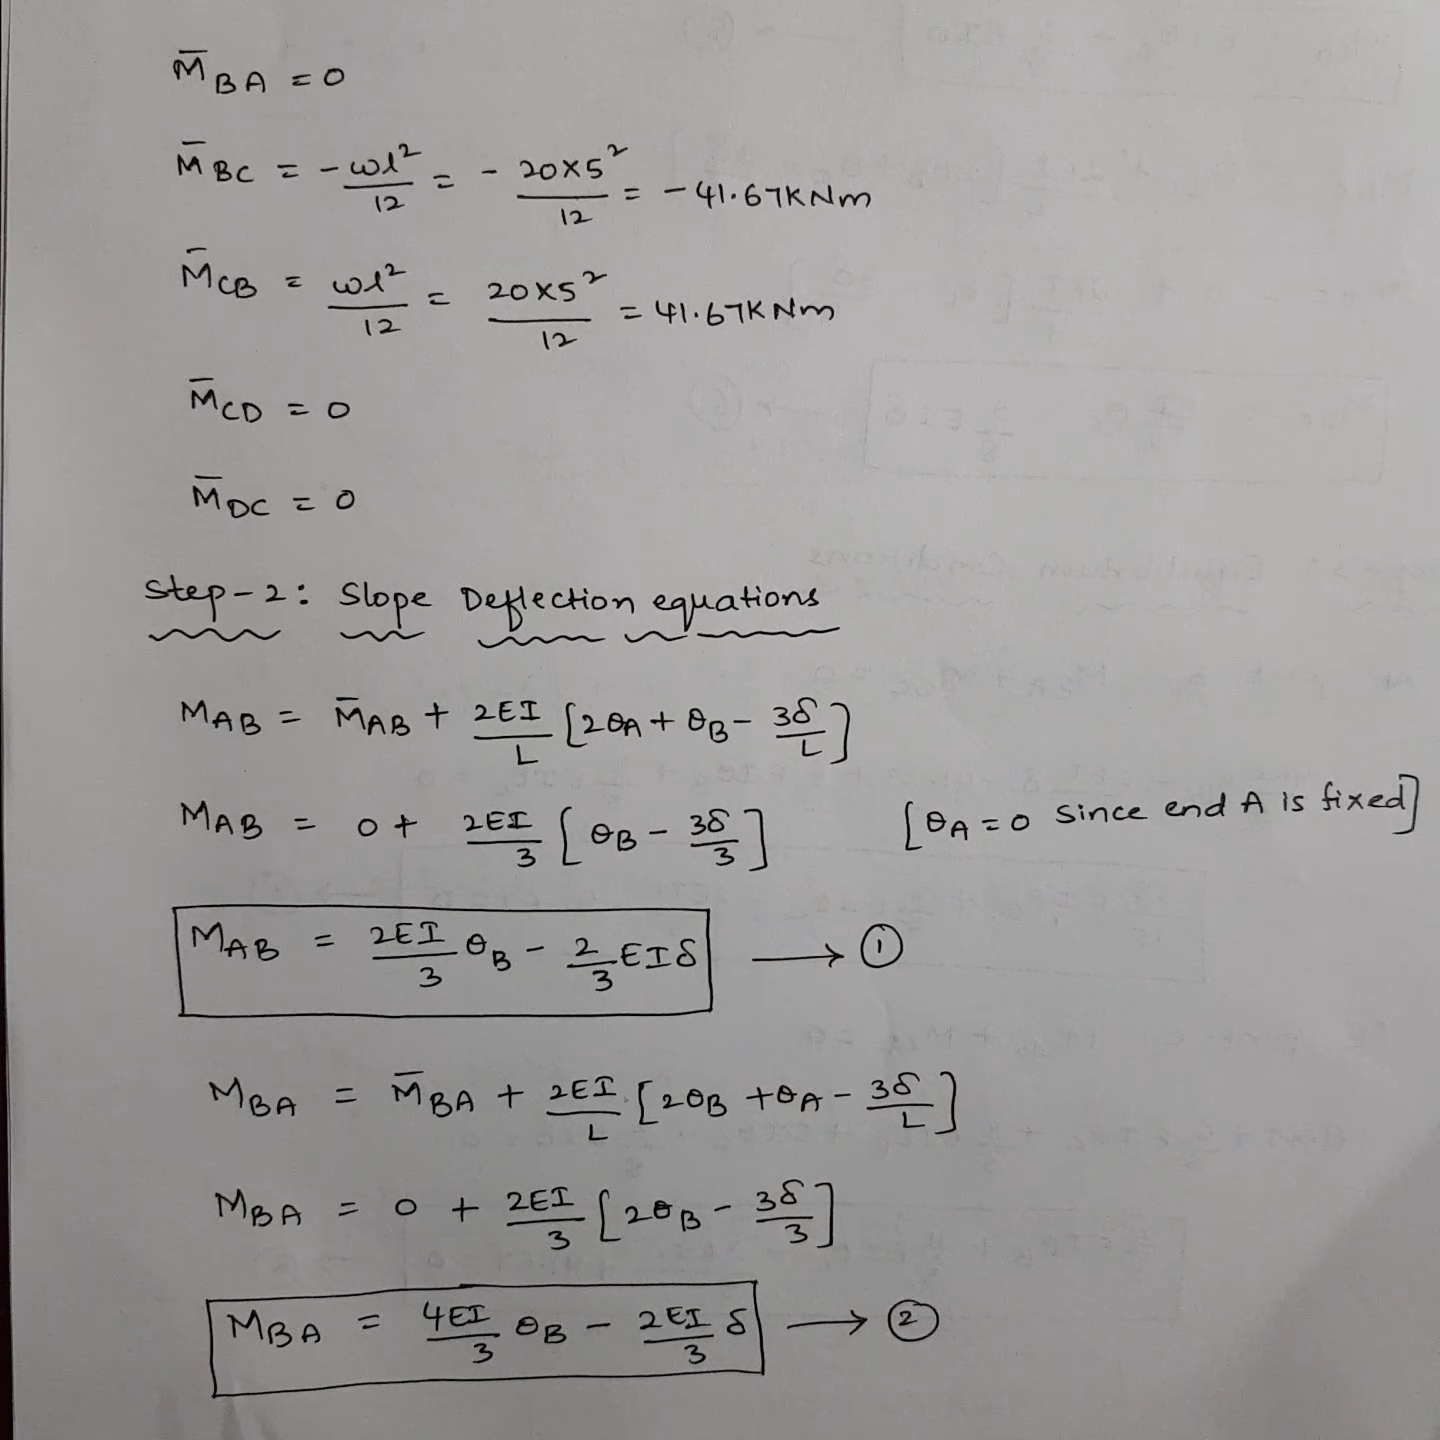 M̄BA = 0
M̄BC = -ωl²/12 = - 20×5²/12 = -41.67KNm
M̄CB = ωl²/12 = 20×5²/12 = 41.67KNm
M̄CD = 0
M̄DC = 0
Step-2: Slope Deflection equations
MAB = M̄AB + 2EI/L [2θA + θB - 3δ/L]
MAB = 0 + 2EI/3 [θB - 3δ/3] [θA = 0 since end A is fixed]
MAB = 2EI/3 θB - 2/3 EIδ → ①
MBA = M̄BA + 2EI/L [2θB + θA - 3δ/L]
MBA = 0 + 2EI/3 [2θB - 3δ/3]
MBA = 4EI/3 θB - 2EI/3 δ → ②